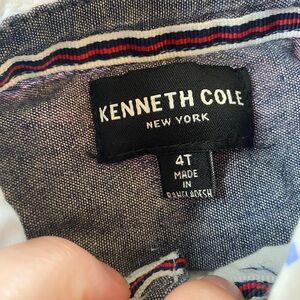 KENNETH COLE
NEW YORK
4T
MADE
IN
BANGLADESH